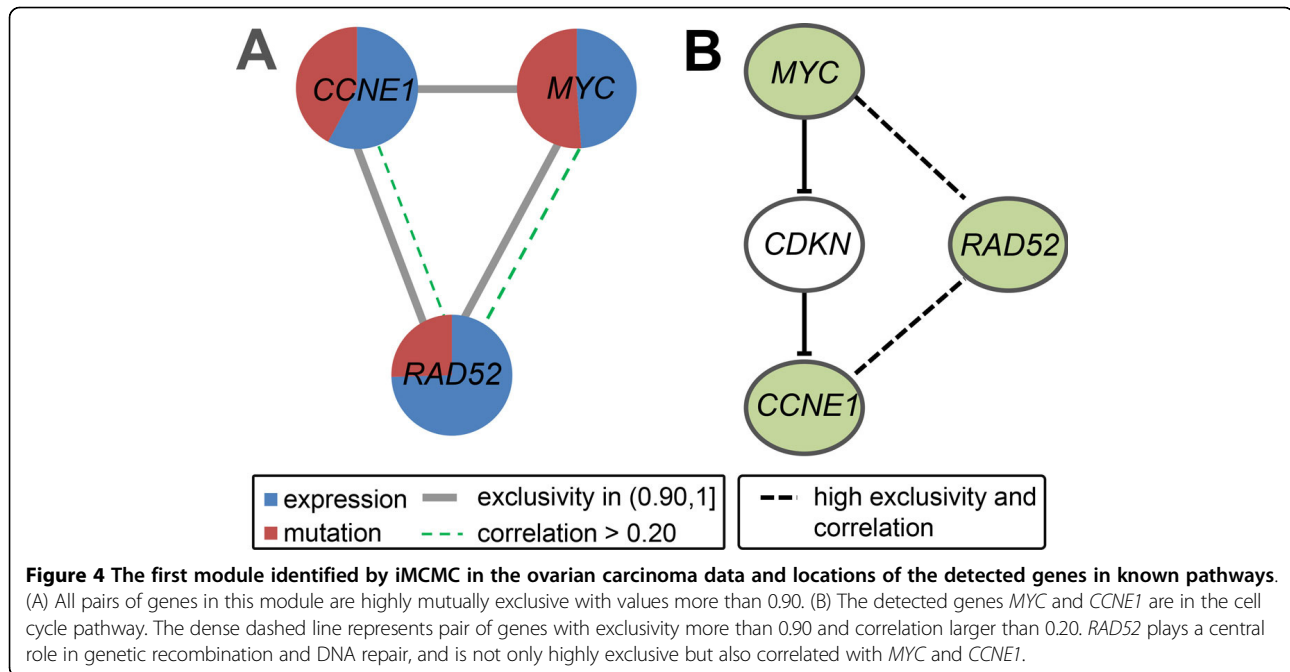 A
B
CCNE1
MYC
RAD52
MYC
CDKN
RAD52
CCNE1
expression
exclusivity in (0.90,1]
mutation
correlation > 0.20
high exclusivity and
correlation
Figure 4 The first module identified by iMCMC in the ovarian carcinoma data and locations of the detected genes in known pathways.
(A) All pairs of genes in this module are highly mutually exclusive with values more than 0.90. (B) The detected genes MYC and CCNE1 are in the cell
cycle pathway. The dense dashed line represents pair of genes with exclusivity more than 0.90 and correlation larger than 0.20. RAD52 plays a central
role in genetic recombination and DNA repair, and is not only highly exclusive but also correlated with MYC and CCNE1.